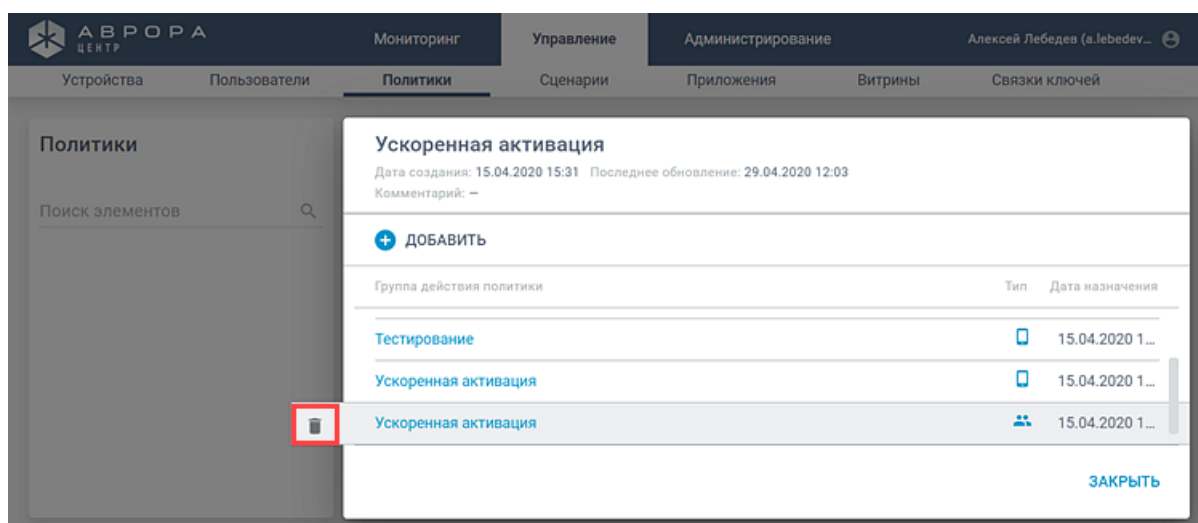 АВРОРА
ЦЕНТР
Мониторинг Управление Администрирование Алексей Лебедев (a.lebedev...
Устройства Пользователи Политики Сценарии Приложения Витрины Связки ключей
Политики
Поиск элементов
Ускоренная активация
Дата создания: 15.04.2020 15:31 Последнее обновление: 29.04.2020 12:03
Комментарий: —
ДОБАВИТЬ
Группа действия политики Тип Дата назначения
Тестирование 15.04.2020 1...
Ускоренная активация 15.04.2020 1...
Ускоренная активация 15.04.2020 1...
ЗАКРЫТЬ